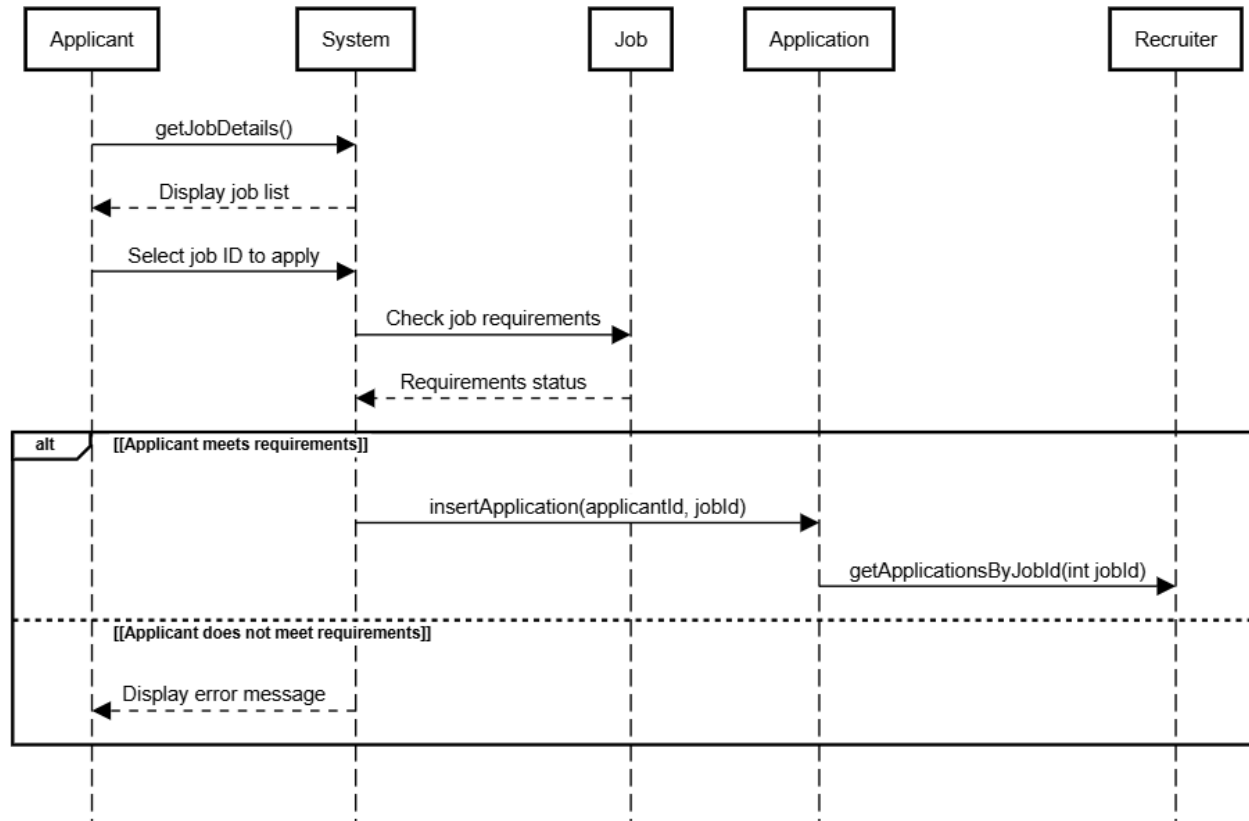 Applicant
System
Job
Application
Recruiter
getJobDetails()
Display job list
Select job ID to apply
Check job requirements
Requirements status
alt
[[Applicant meets requirements]]
insertApplication(applicantId, jobId)
getApplicationsByJobId(int jobId)
[[Applicant does not meet requirements]]
Display error message